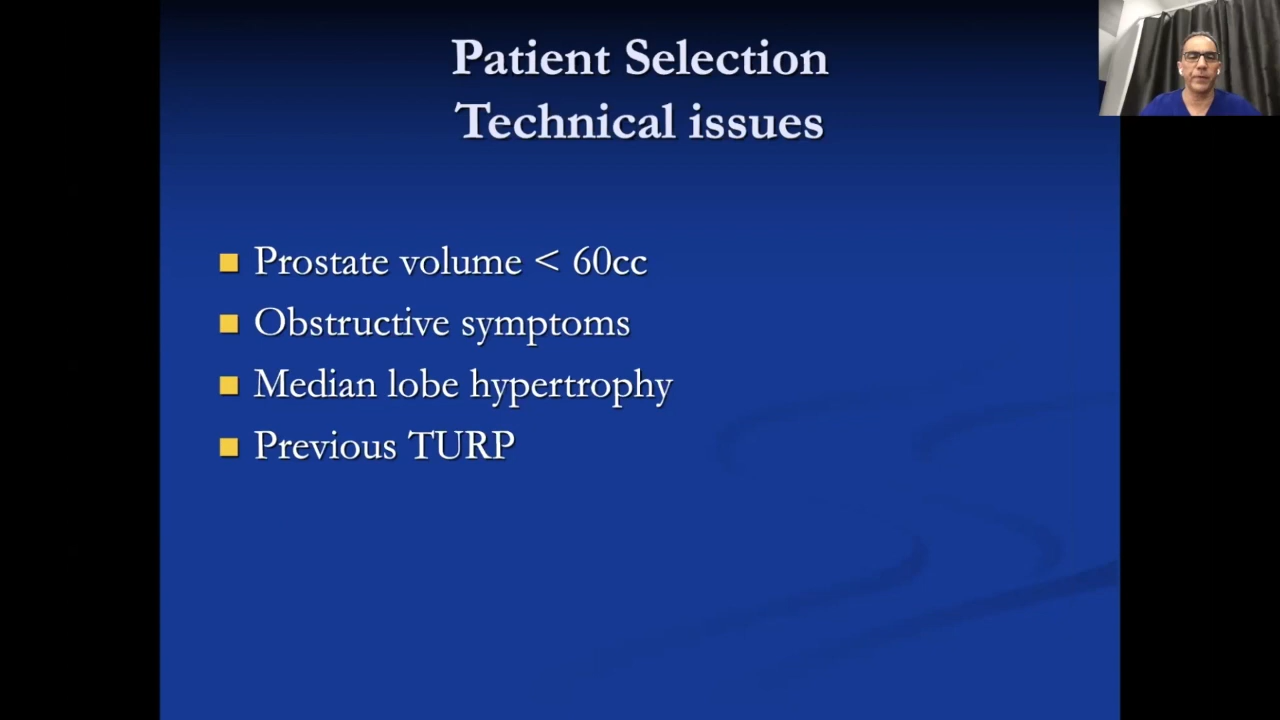 Patient Selection
Technical issues
Prostate volume < 60cc
Obstructive symptoms
Median lobe hypertrophy
Previous TURP